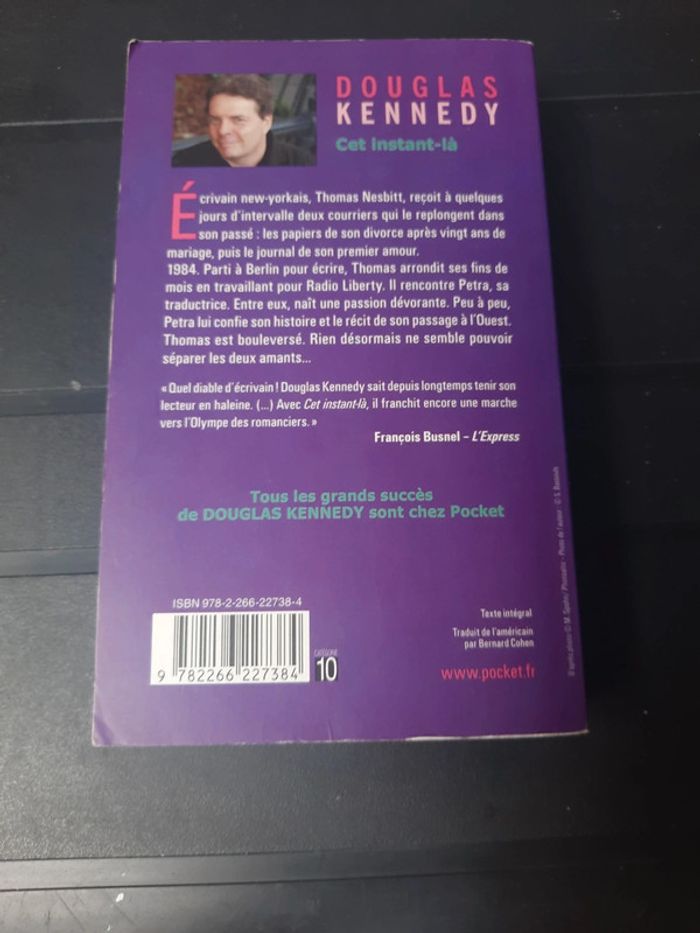 DOUGLAS
KENNEDY
Cet instant-là
Écrivain new-yorkais, Thomas Nesbitt, reçoit à quelques
jours d'intervalle deux courriers qui le replongent dans
son passé : les papiers de son divorce après vingt ans de
mariage, puis le journal de son premier amour.
1984. Parti à Berlin pour écrire, Thomas arrondit ses fins de
mois en travaillant pour Radio Liberty. Il rencontre Petra, sa
traductrice. Entre eux, naît une passion dévorante. Peu à peu,
Petra lui confie son histoire et le récit de son passage à l'Ouest.
Thomas est bouleversé. Rien désormais ne semble pouvoir
séparer les deux amants...
« Quel diable d'écrivain ! Douglas Kennedy sait depuis longtemps tenir son
lecteur en haleine. (...) Avec Cet instant-là, il franchit encore une marche
vers l'Olympe des romanciers. »
François Busnel – L'Express
Tous les grands succès
de DOUGLAS KENNEDY sont chez Pocket
ISBN 978-2-266-22738-4
9 782266 227384
CATÉGORIE
10
Texte intégral
Traduit de l'américain
par Bernard Cohen
www.pocket.fr